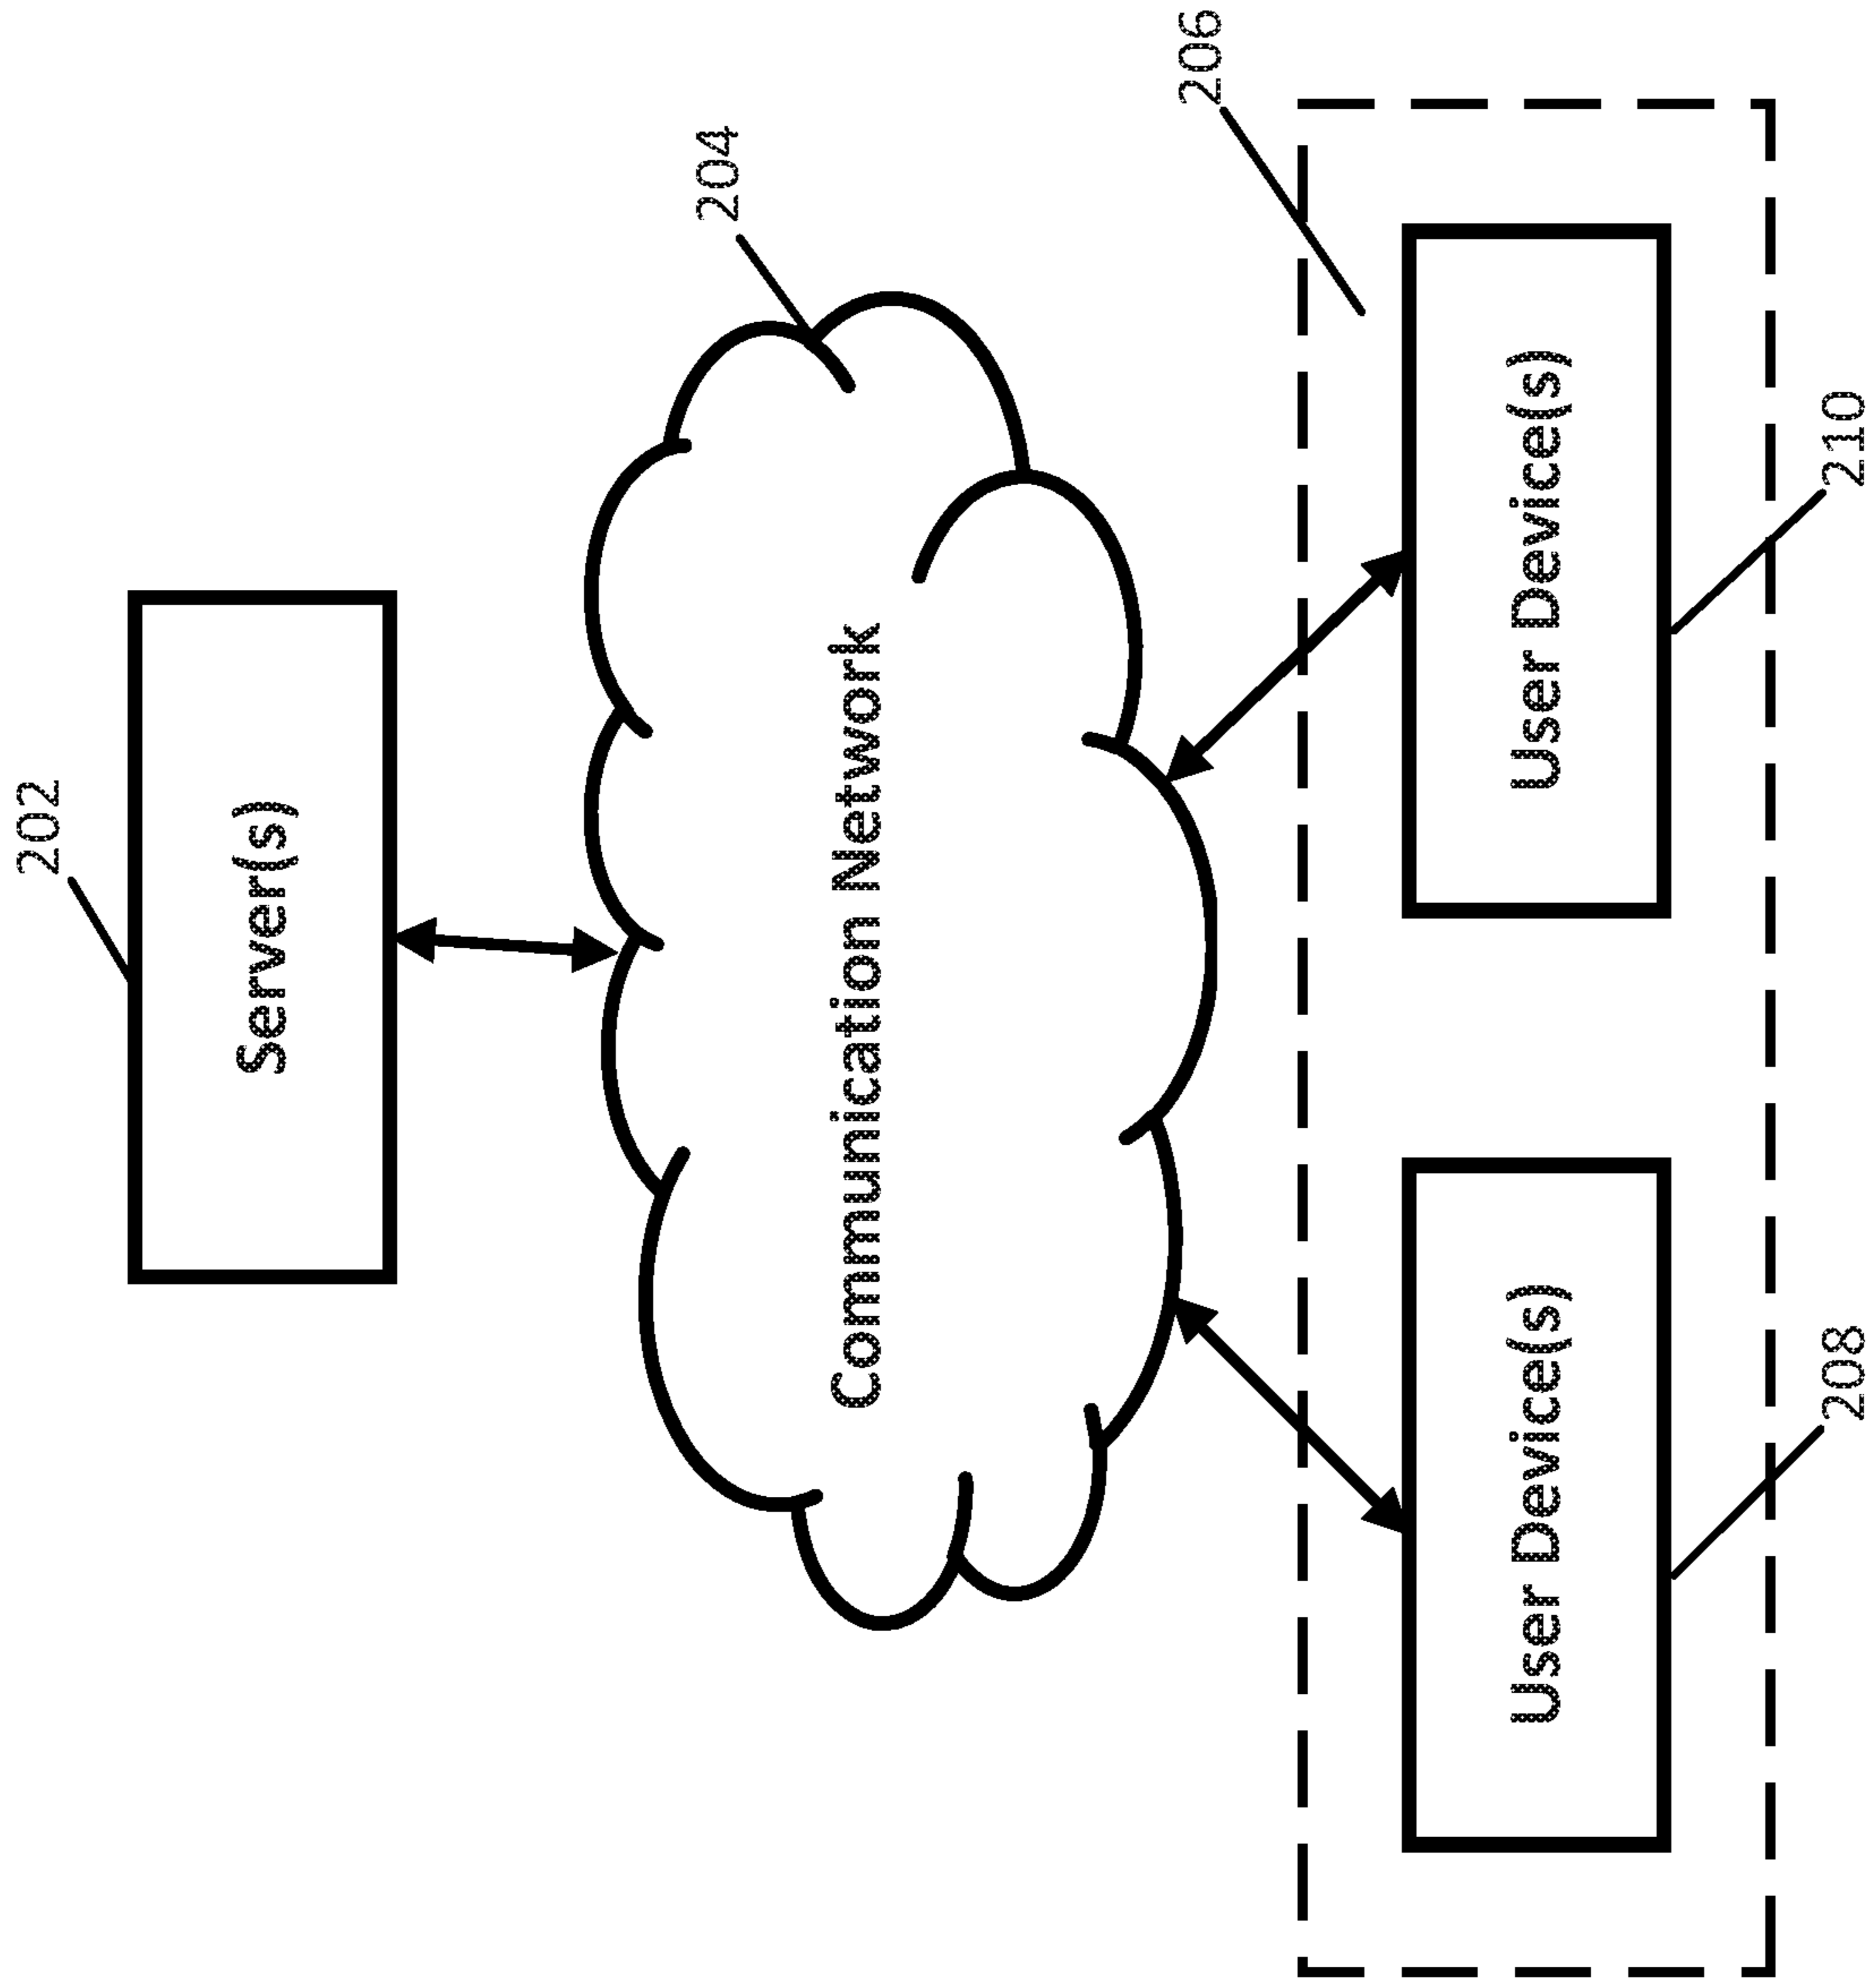 202
Server(s)
204
Communication Network
206
User Device(s)
User Device(s)
208
210